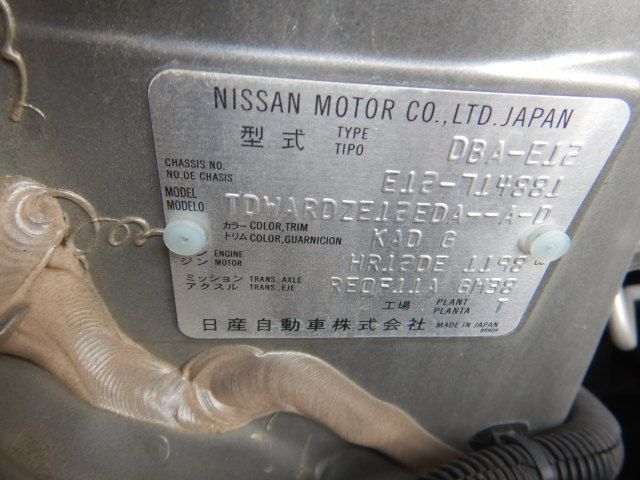 NISSAN MOTOR CO.,LTD.JAPAN
型式 TYPE TIPO DBA-E12
CHASSIS NO. NO.DE CHASIS E12-714881
MODEL MODELO TDWARDZE12EDA--A-D
カラー トリム COLOR,TRIM COLOR,GUARNICION KAD G
ジン ENGINE MOTOR HR12DE 1198
ミッション アクスル TRANS. AXLE TRANS. EJE RE0F11A GH38
工場 PLANT PLANTA T
日産自動車株式会社 MADE IN JAPAN